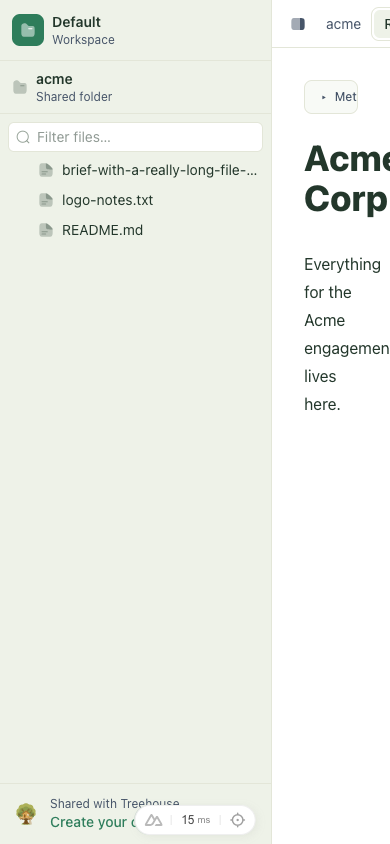 Default
Workspace
acme
Shared folder
Filter files...
brief-with-a-really-long-file-...
logo-notes.txt
README.md
Shared with Treehouse
Create your
15 ms
acme
Met
Acme
Corp
Everything
for the
Acme
engagemen
lives
here.